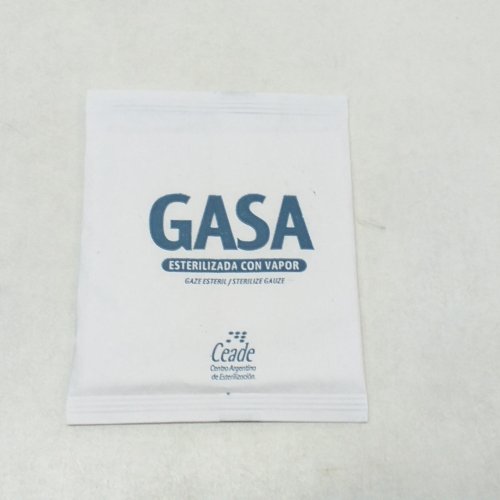 GASA
ESTERILIZADA CON VAPOR
GAZE ESTERIL / STERILIZE GAUZE
Ceade
Centro Argentino
de Esterilización